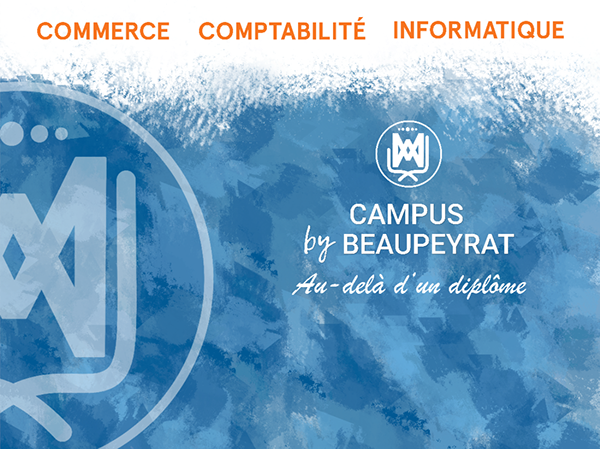 COMMERCE COMPTABILITÉ INFORMATIQUE
CAMPUS
by BEAUPEYRAT
Au-delà d'un diplôme